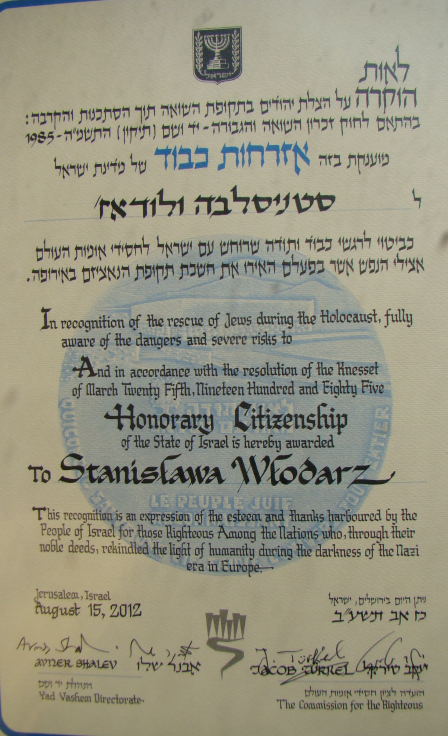 ישראל
לאות
הוקרה על הצלת יהודים בתקופת השואה תוך הסתכנות והקרבה:
בהתאם לחוק זכרון השואה והגבורה - יד ושם (תיקון) התשמ"ה-1985
מוענקת בזה אזרחות כבוד של מדינת ישראל
ל סטניסלבה ולודאז'
כביטוי לרגשי כבוד ותודה שרוחש עם ישראל לחסידי אומות העולם
אצילי הנפש אשר בפעלם האירו את חשכת תקופת הנאציזם באירופה.
In recognition of the rescue of Jews during the Holocaust, fully
aware of the dangers and severe risks to
And in accordance with the resolution of the Knesset
of March Twenty Fifth, Nineteen Hundred and Eighty Five
Honorary Citizenship
of the State of Israel is hereby awarded
To Stanisława Włodarz
LE PEUPLE JUIF
This recognition is an expression of the esteem and thanks harboured by the
People of Israel for those Righteous Among the Nations who, through their
noble deeds, rekindled the light of humanity during the darkness of the Nazi
era in Europe.
Jerusalem, Israel
August 15, 2012
ניתן היום בירושלים, ישראל
כז אב תשע"ב
AVNER SHALEV אבנר שלו
JACOB TÜRKEL יעקב טירקל
הנהלת יד ושם
Yad Vashem Directorate
הועדה לציון חסידי אומות העולם
The Commission for the Righteous